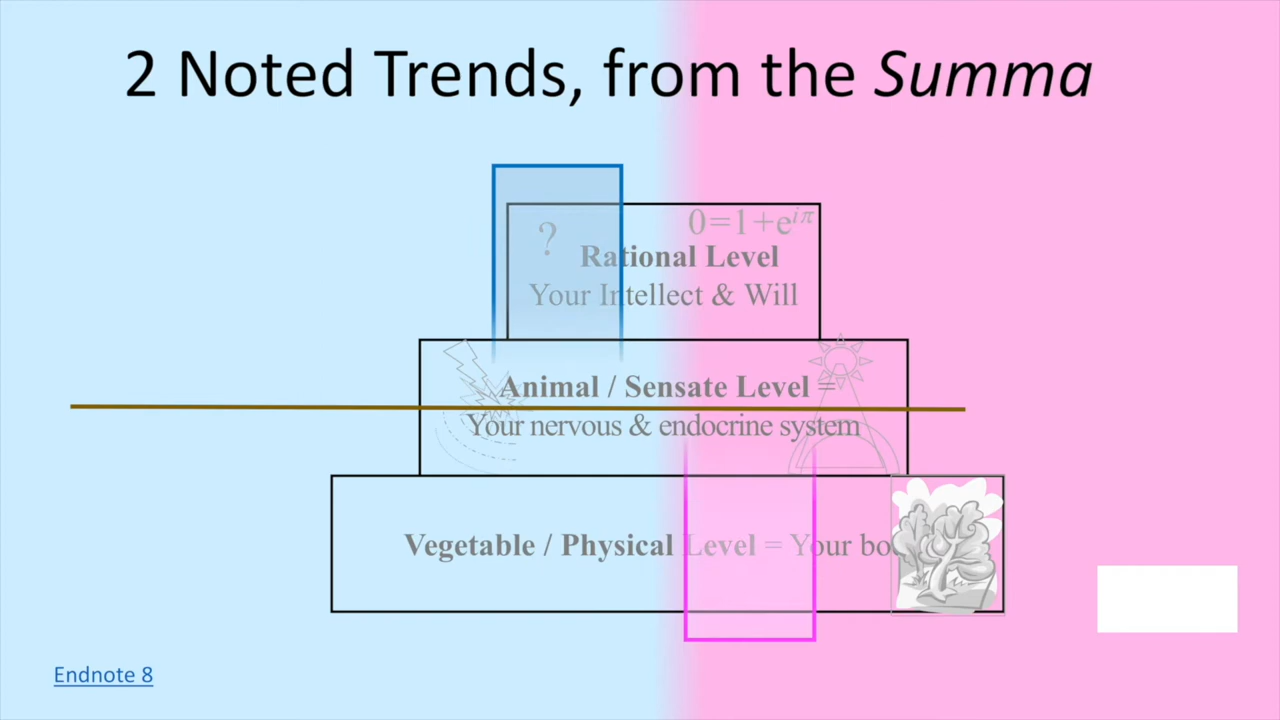 2 Noted Trends, from the Summa
? 0=1+e^{iπ}
Rational Level
Your Intellect & Will
Animal / Sensate Level =
Your nervous & endocrine system
Vegetable / Physical Level = Your bo
Endnote 8